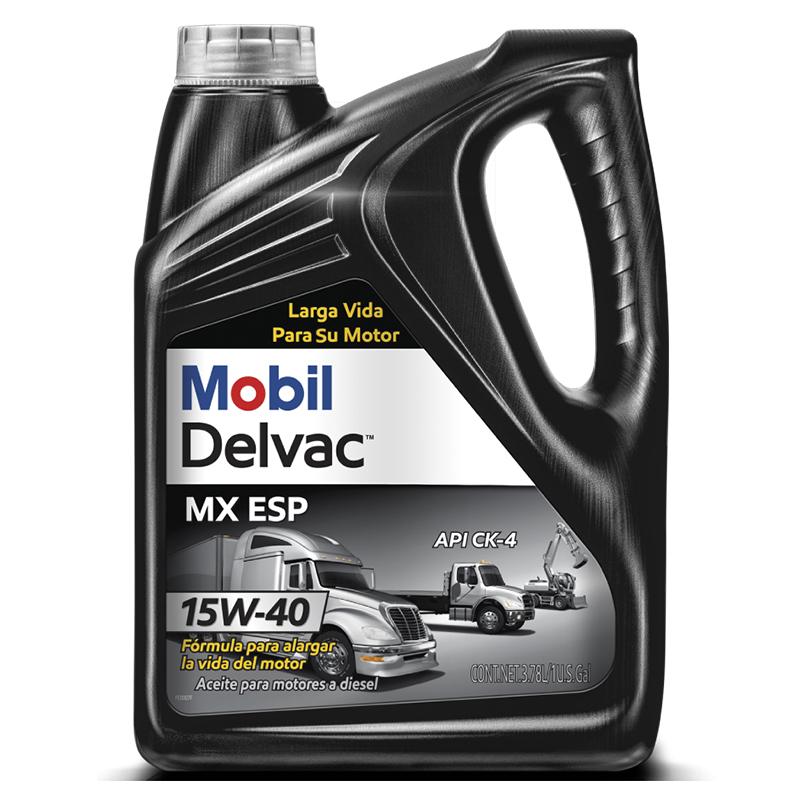 Larga Vida
Para Su Motor
Mobil
Delvac™
MX ESP
API CK-4
15W-40
Fórmula para alargar
la vida del motor
Aceite para motores a diesel
CONT.NET.3.78L/1U.S.Gal